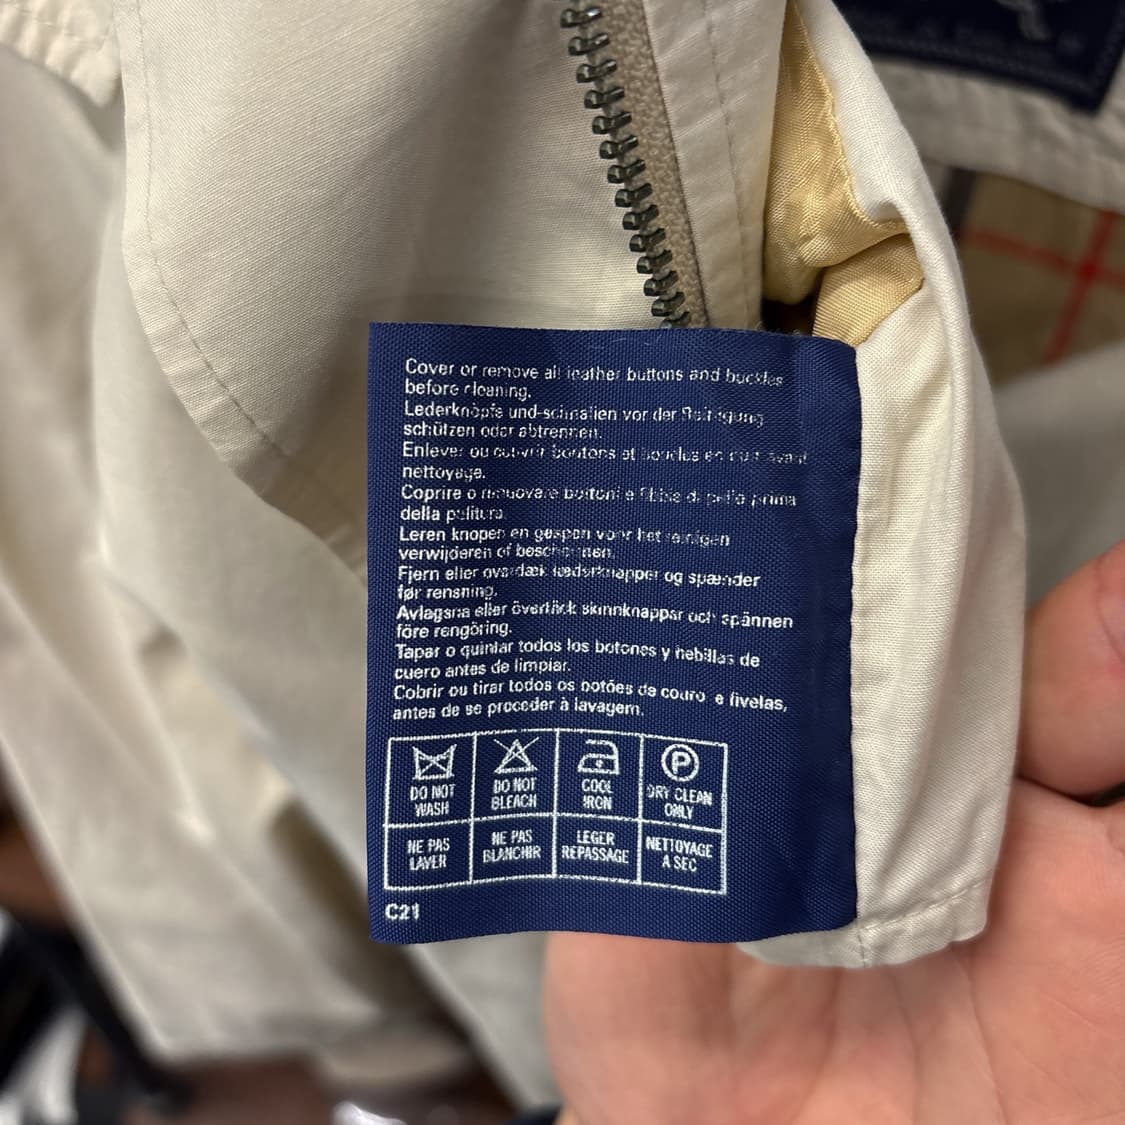 Cover or remove all leather buttons and buckles
before cleaning.
Lederknöpfe und-schnallen vor der Reinigung
schützen oder abtrennen.
Enlever ou couvrir boutons et boucles en cuir avant
nettoyage.
Coprire o rimuovere bottoni e fibbie di pelle prima
della pulitura.
Leren knopen en gespen voor het reinigen
verwijderen of beschermen.
Fjern eller overdæk læderknapper og spænder
før rensning.
Avlagsna eller övertäck skinnknappar och spännen
före rengöring.
Tapar o quintar todos los botones y hebillas de
cuero antes de limpiar.
Cobrir ou tirar todos os botões de couro e fivelas,
antes de se proceder à lavagem.
P
DO NOT WASH
DO NOT BLEACH
COOL IRON
DRY CLEAN ONLY
NE PAS LAVER
NE PAS BLANCHIR
LEGER REPASSAGE
NETTOYAGE A SEC
C21